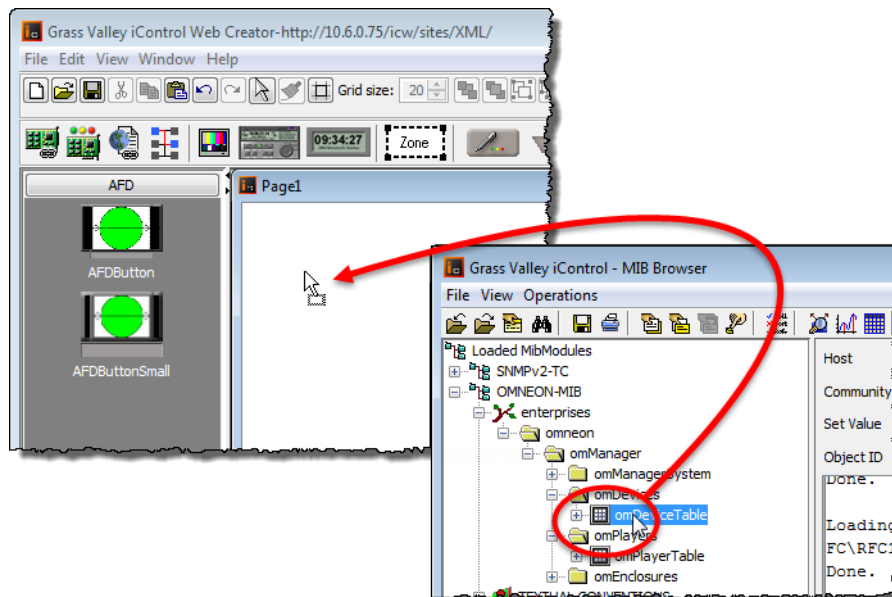 Grass Valley iControl Web Creator-http://10.6.0.75/icw/sites/XML/
File Edit View Window Help
Grid size: 20
09:34:27
Zone
AFD
Page1
AFDButton
AFDButtonSmall
Grass Valley iControl - MIB Browser
File View Operations
Loaded MibModules
SNMPv2-TC
OMNEON-MIB
enterprises
omneon
omManager
omManagerSystem
omDevices
omDeviceTable
omPlayers
omPlayerTable
omEnclosures
TEXTUAL-CONVENTIONS
Host
Community
Set Value
Object ID
Done.
Loading
FC\RFC1
Done.